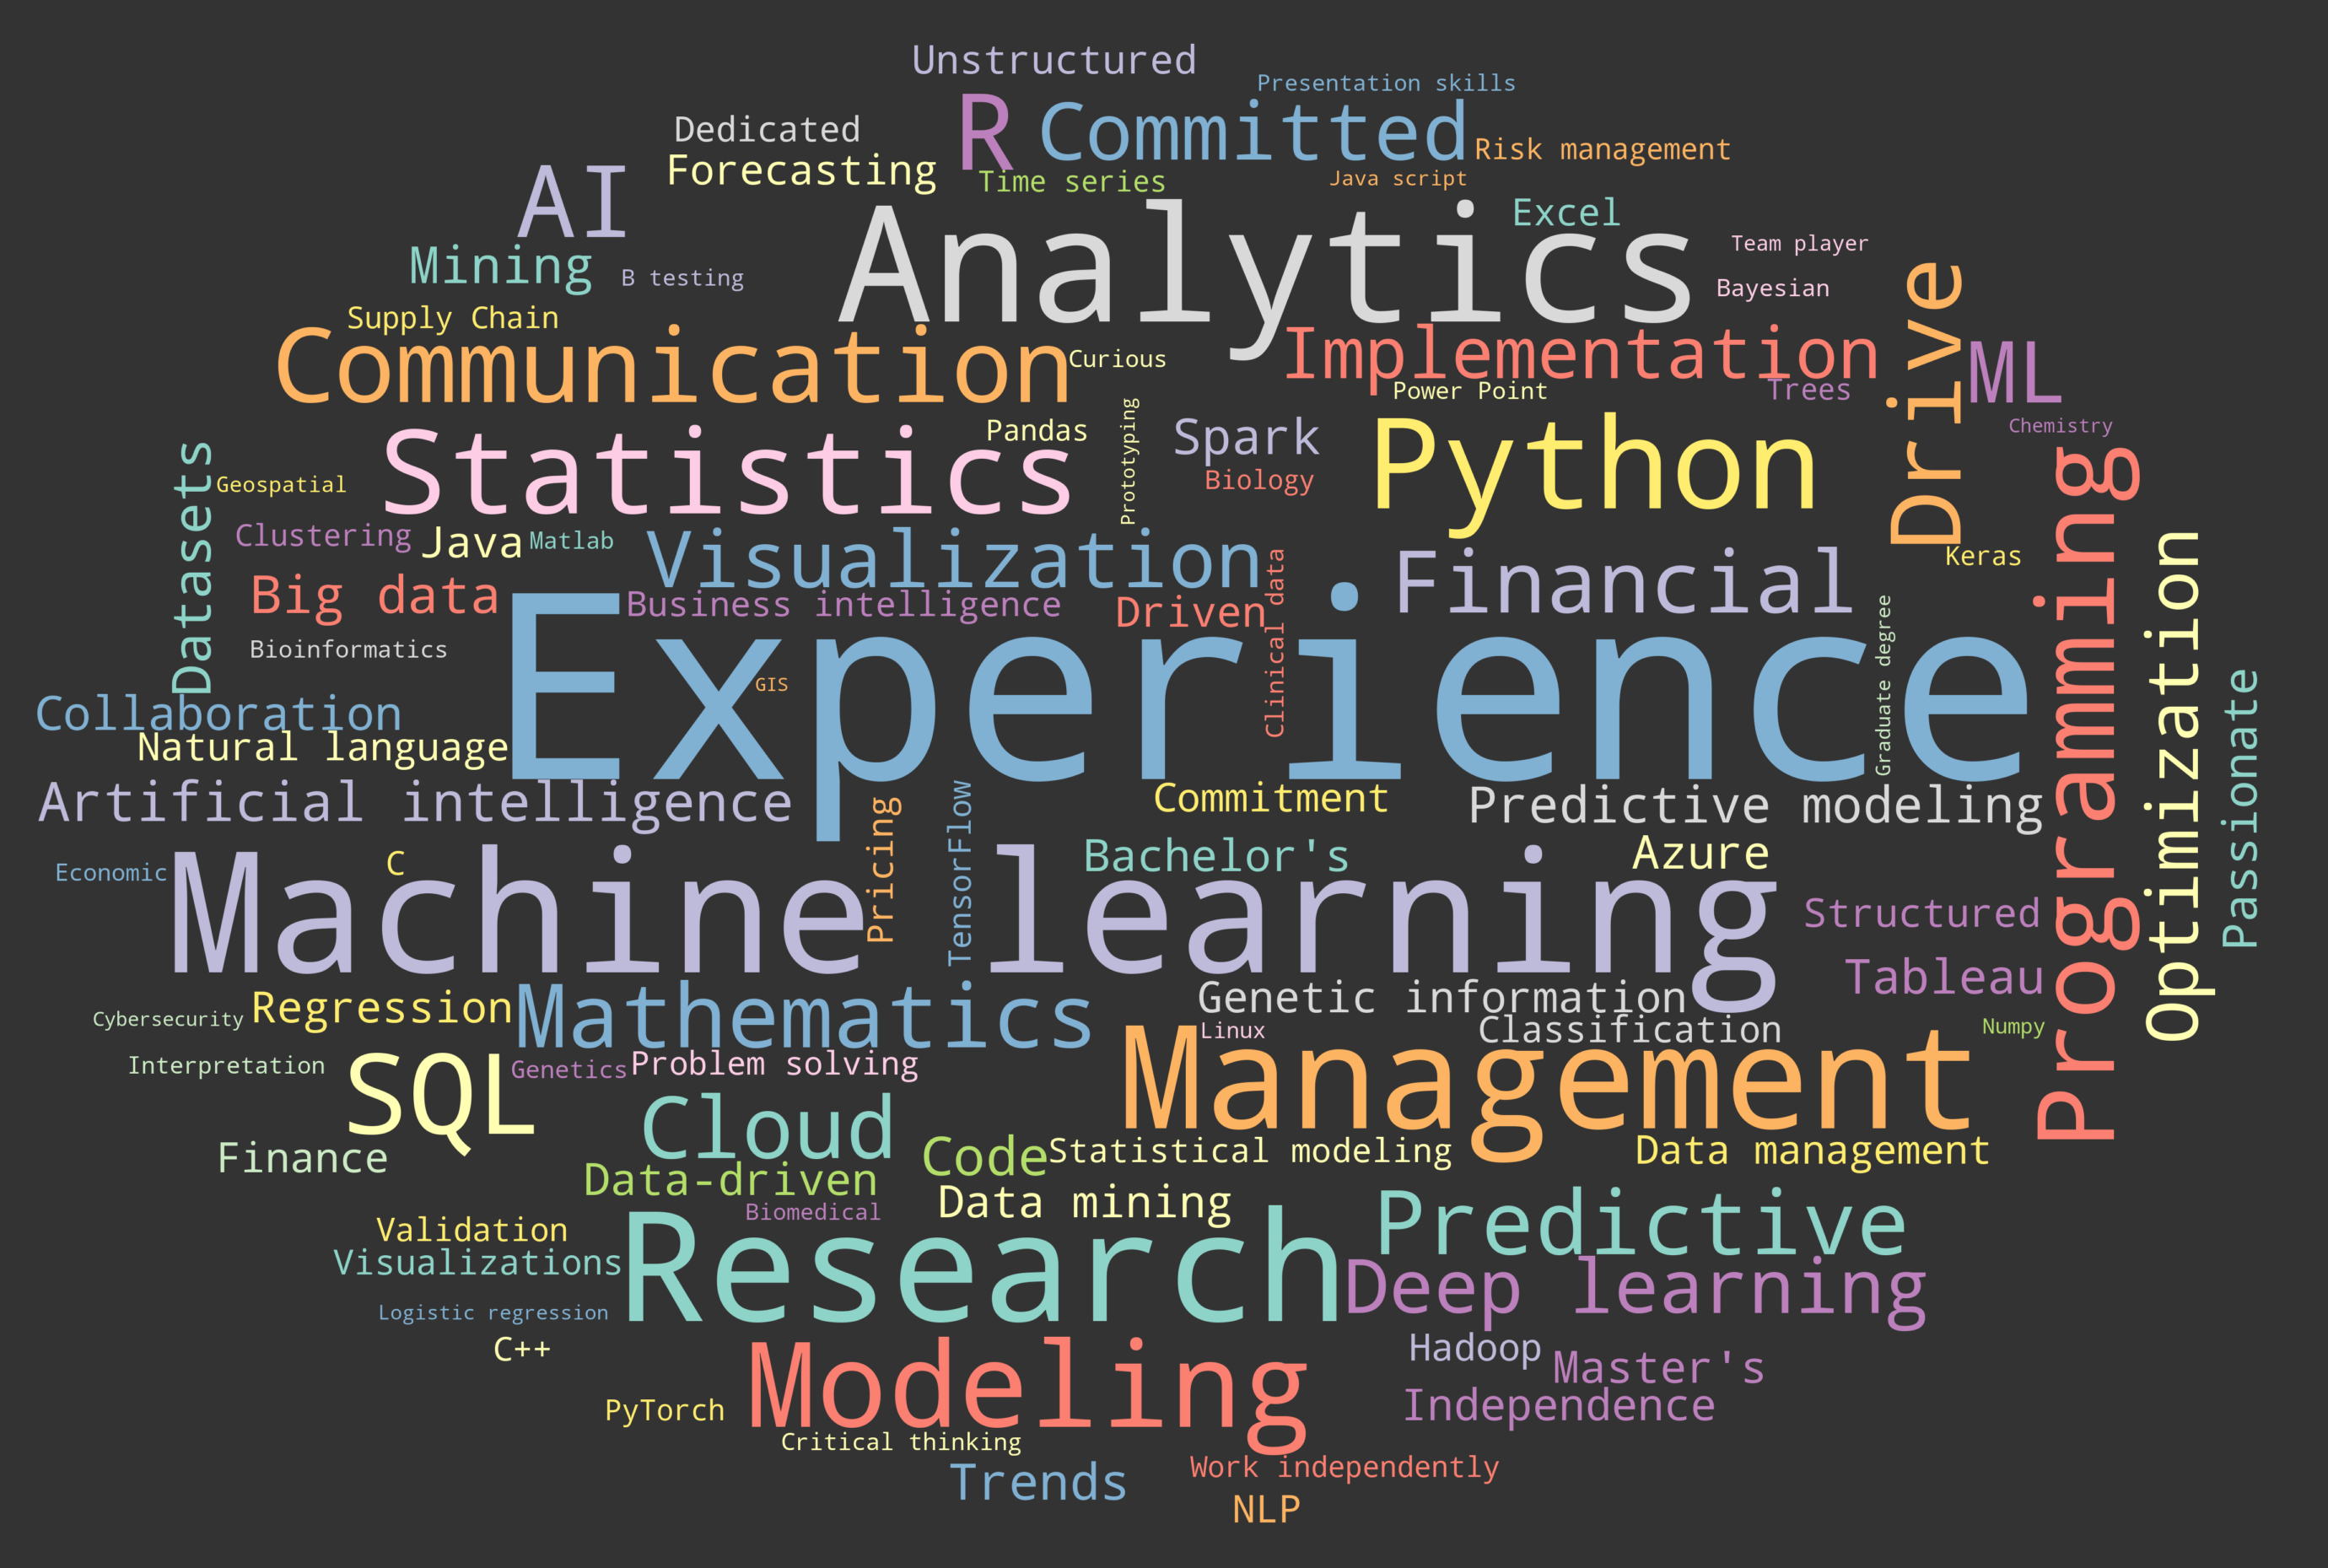 Unstructured
Presentation skills
R
Committed
Dedicated
Risk management
Forecasting
Time series
Java script
AI
Analytics
Excel
Team player
Mining
B testing
Bayesian
Drive
Supply Chain
Communication
Curious
Implementation
ML
Power Point
Trees
Prototyping
Chemistry
Statistics
Pandas
Spark
Python
Datasets
Geospatial
Biology
Programming
Clustering
Java
Matlab
Visualization
Financial
Keras
Optimization
Big data
Business intelligence
Driven
Clinical data
Graduate degree
Bioinformatics
Experience
GIS
Passionate
Collaboration
Natural language
Artificial intelligence
Pricing
TensorFlow
Commitment
Predictive modeling
Economic
C
Bachelor's
Azure
Machine learning
Structured
Tableau
Cybersecurity
Regression
Mathematics
Genetic information
Linux
Classification
Numpy
Interpretation
SQL
Genetics
Problem solving
Management
Cloud
Finance
Code
Statistical modeling
Data management
Data-driven
Data mining
Biomedical
Predictive
Validation
Visualizations
Research
Deep learning
Logistic regression
C++
Hadoop
Master's
Modeling
PyTorch
Independence
Critical thinking
Trends
Work independently
NLP